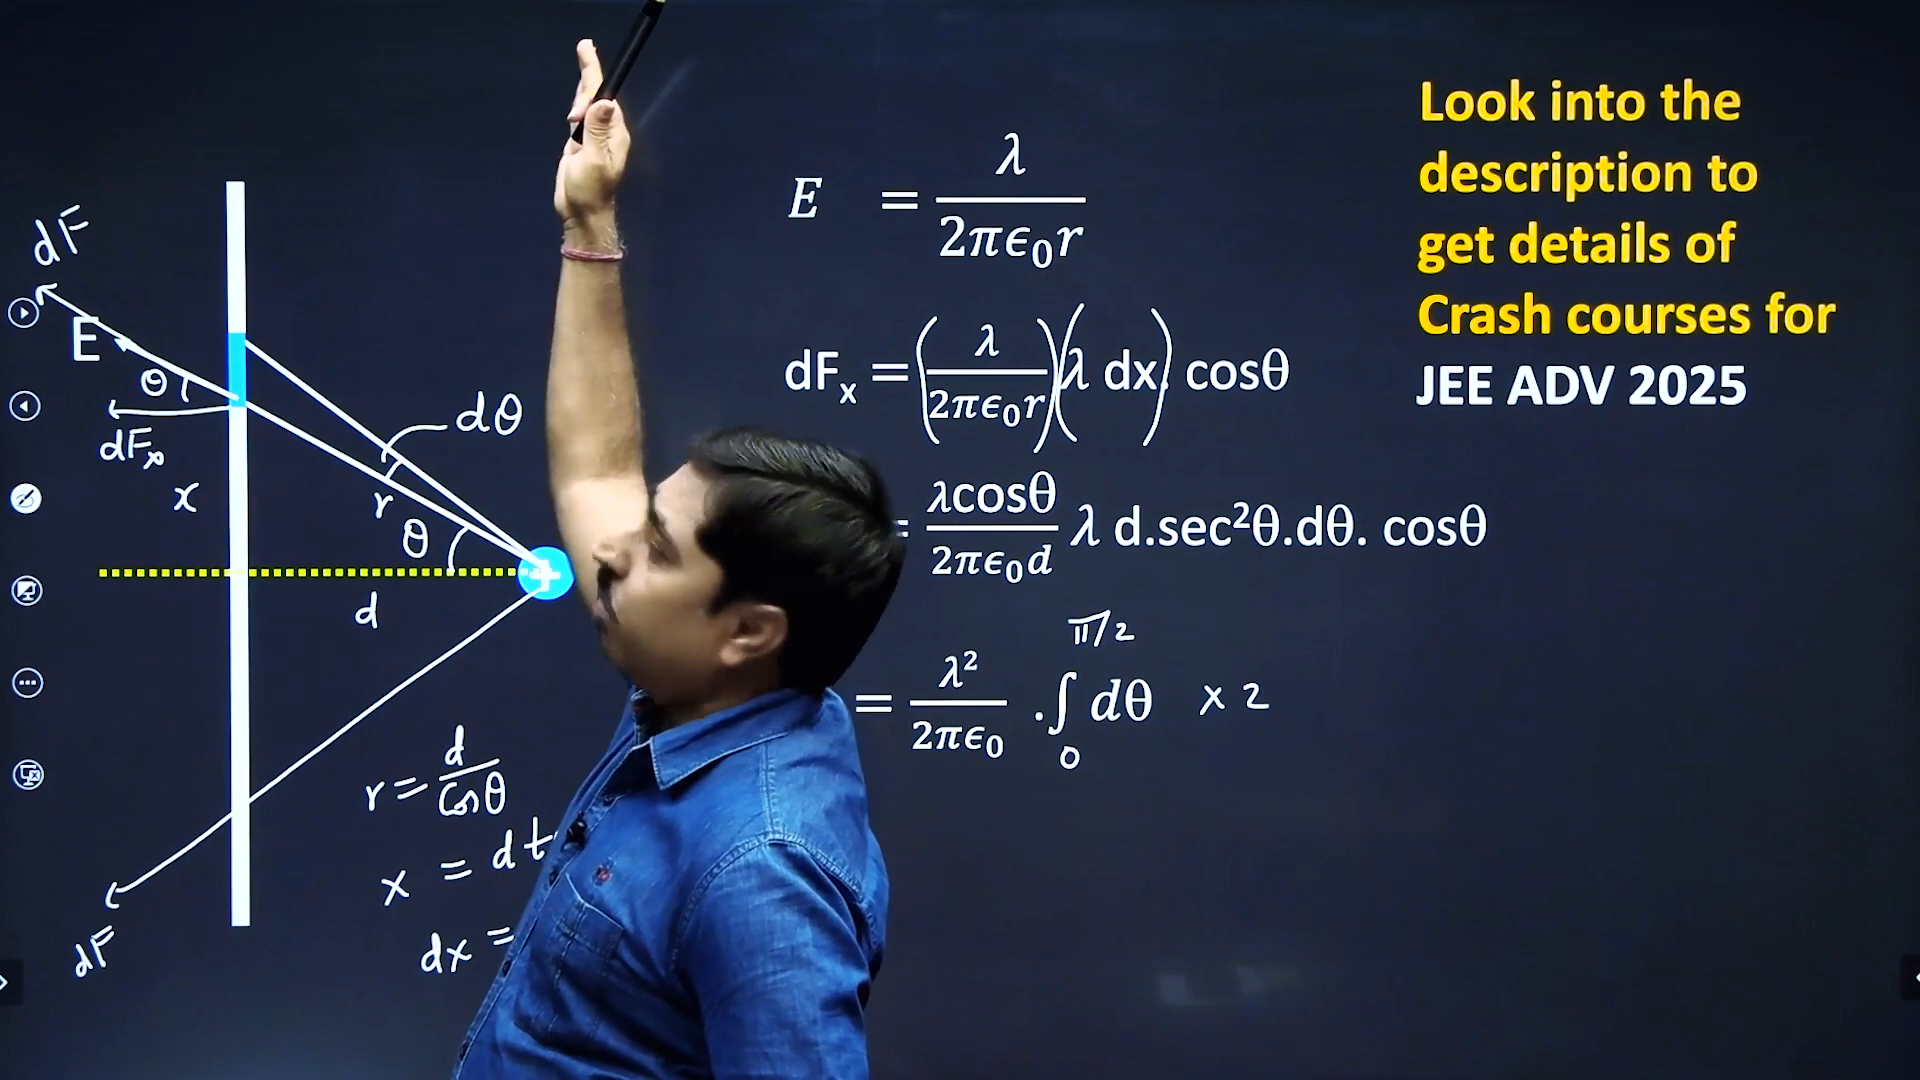 Look into the
description to
get details of
Crash courses for
JEE ADV 2025
E = λ/2πϵ₀r
dFₓ = (λ/2πϵ₀r)(λ dx.) cosθ
= λcosθ/2πϵ₀d λ d.sec²θ.dθ. cosθ
= λ²/2πϵ₀ .∫₀^π/2 dθ × 2
dF
E
θ
dFₓ
x
dθ
r
θ
+
d
r = d/Cosθ
x = d
dx =
dF